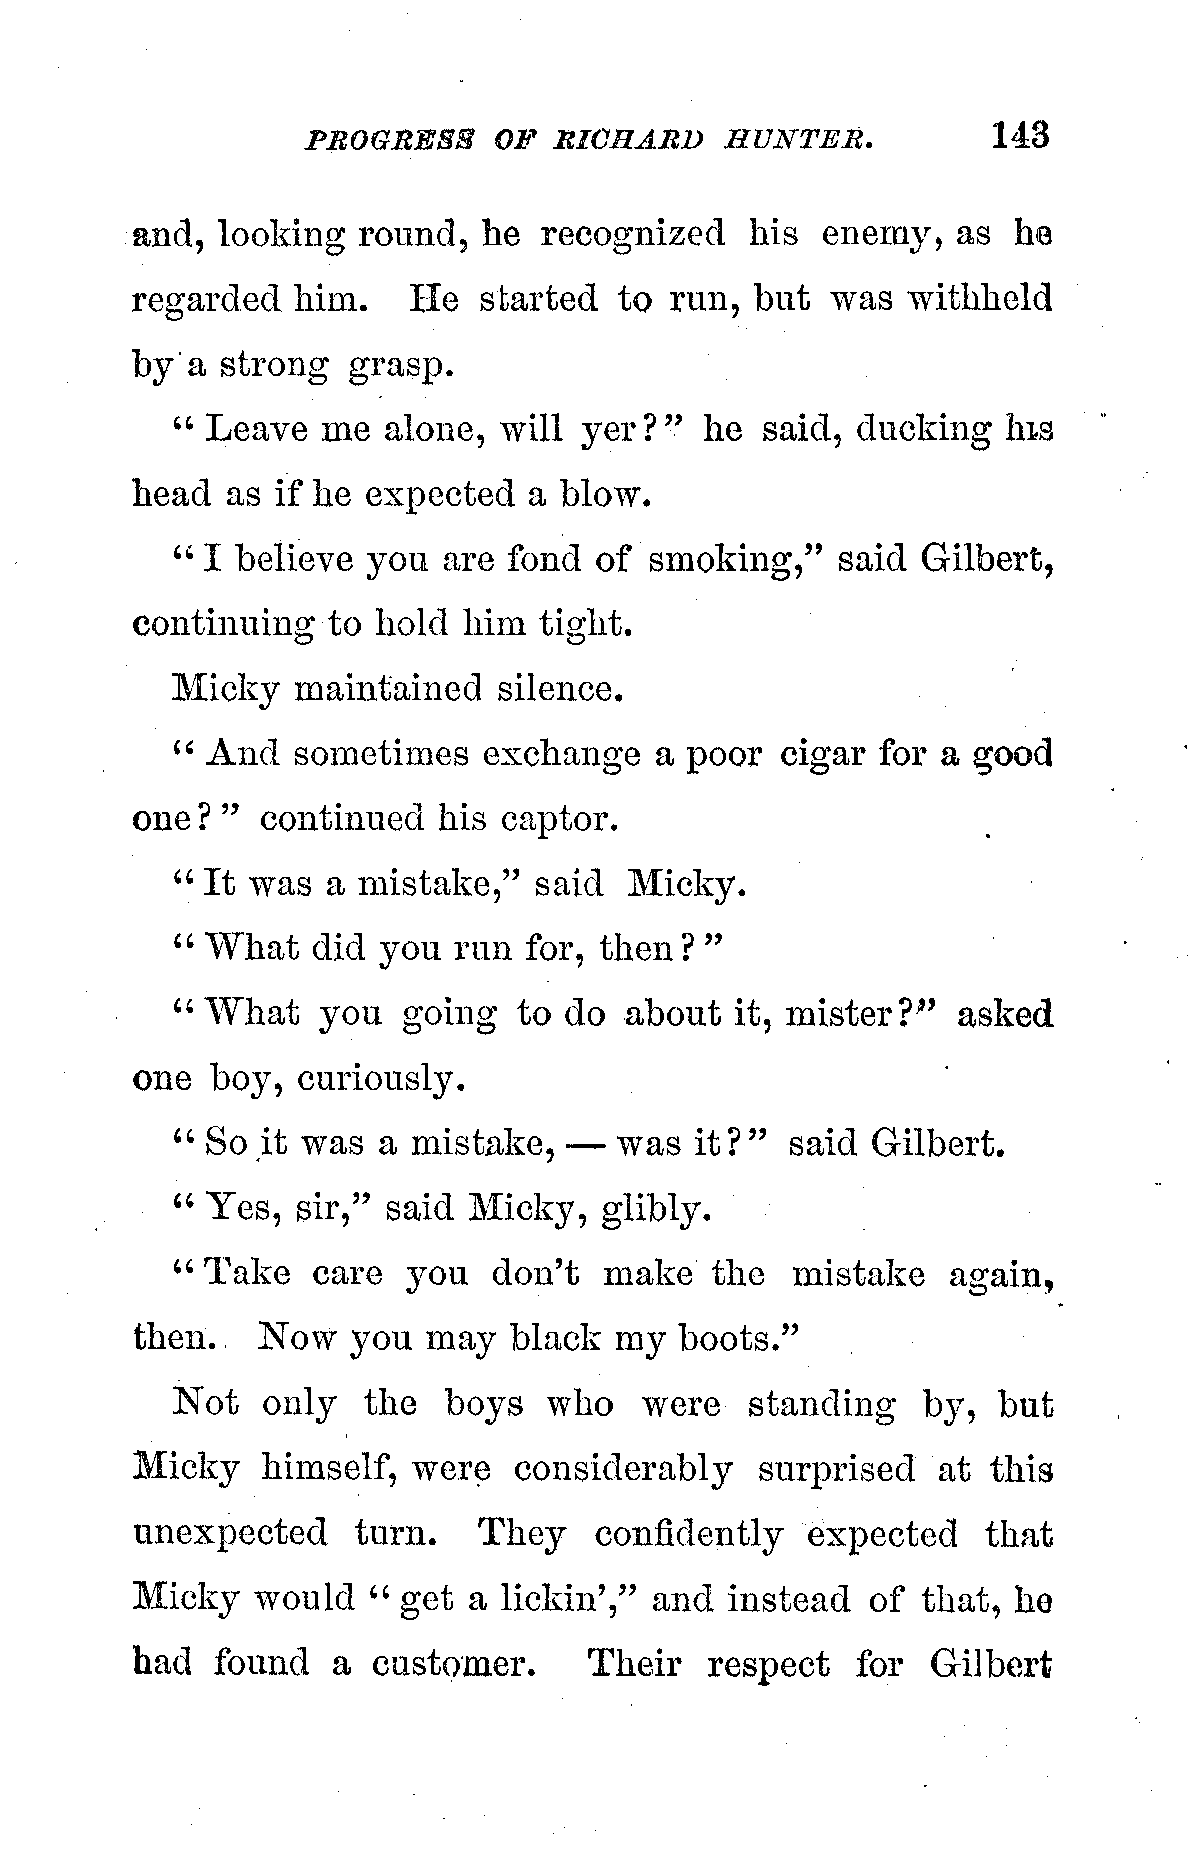 PROGRESS OF RICHARD HUNTER. 143
and, looking round, he recognized his enemy, as he
regarded him. He started to run, but was withheld
by a strong grasp.
“ Leave me alone, will yer? ” he said, ducking his
head as if he expected a blow.
“ I believe you are fond of smoking,” said Gilbert,
continuing to hold him tight.
Micky maintained silence.
“ And sometimes exchange a poor cigar for a good
one? ” continued his captor.
“ It was a mistake,” said Micky.
“ What did you run for, then? ”
“ What you going to do about it, mister?” asked
one boy, curiously.
“ So it was a mistake, — was it? ” said Gilbert.
“ Yes, sir,” said Micky, glibly.
“ Take care you don’t make the mistake again,
then. Now you may black my boots.”
Not only the boys who were standing by, but
Micky himself, were considerably surprised at this
unexpected turn. They confidently expected that
Micky would “ get a lickin’,” and instead of that, he
had found a customer. Their respect for Gilbert